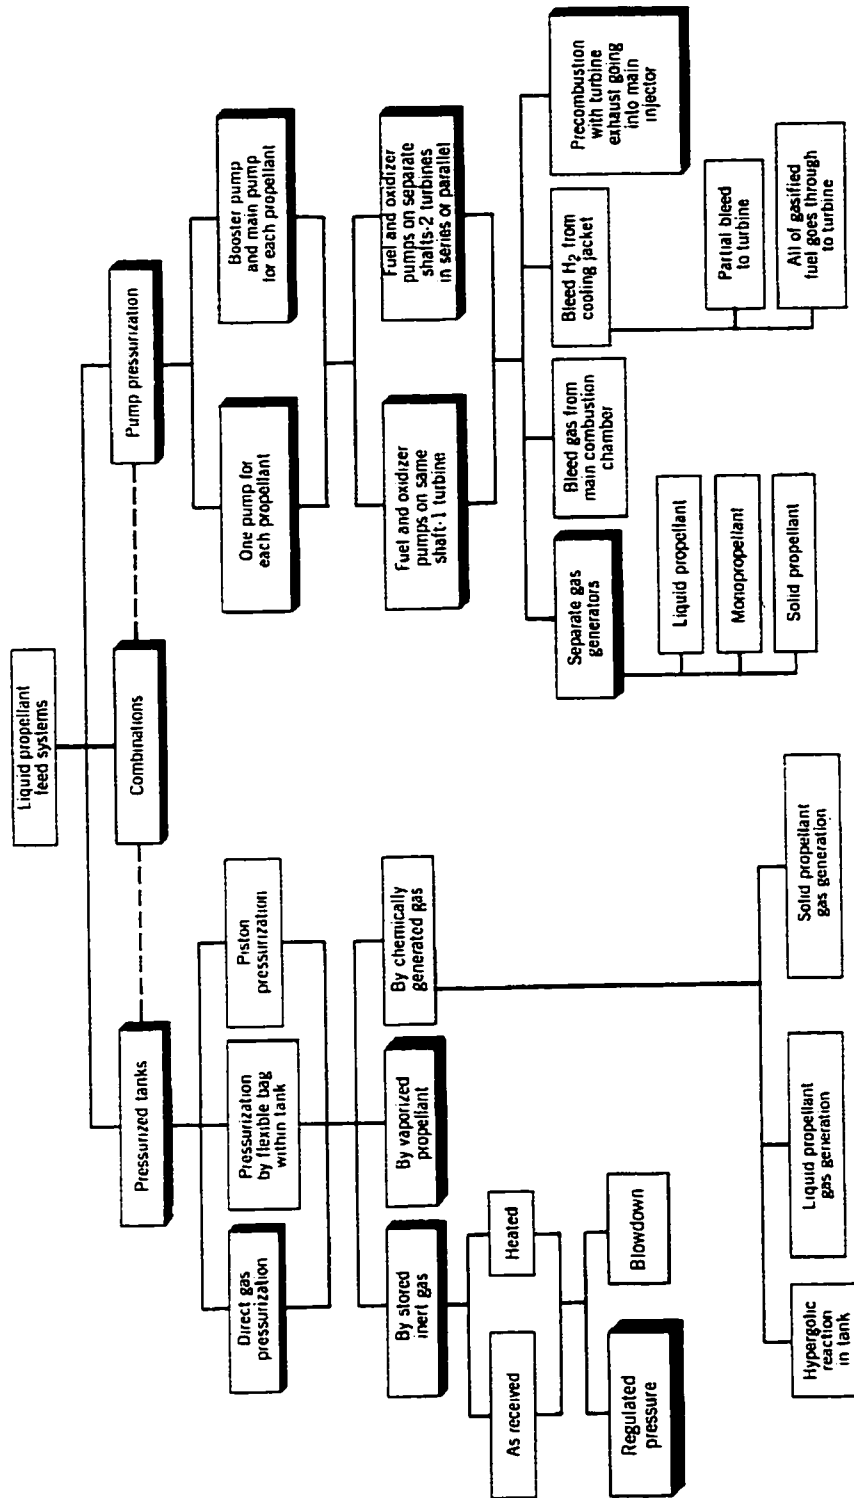 Liquid propellant
feed systems
Pressurized tanks
Combinations
Pump pressurization
Direct gas
pressurization
Pressurization
by flexible bag
within tank
Piston
pressurization
One pump for
each propellant
Booster pump
and main pump
for each propellant
By stored
inert gas
By vaporized
propellant
By chemically
generated gas
Fuel and oxidizer
pumps on same
shaft-1 turbine
Fuel and oxidizer
pumps on separate
shafts-2 turbines
in series or parallel
As received
Heated
Separate gas
generators
Bleed gas from
main combustion
chamber
Bleed H₂ from
cooling jacket
Precombustion
with turbine
exhaust going
into main
injector
Regulated
pressure
Blowdown
Liquid propellant
Monopropellant
Solid propellant
Partial bleed
to turbine
All of gasified
fuel goes through
to turbine
Hypergolic
reaction
in tank
Liquid propellant
gas generation
Solid propellant
gas generation